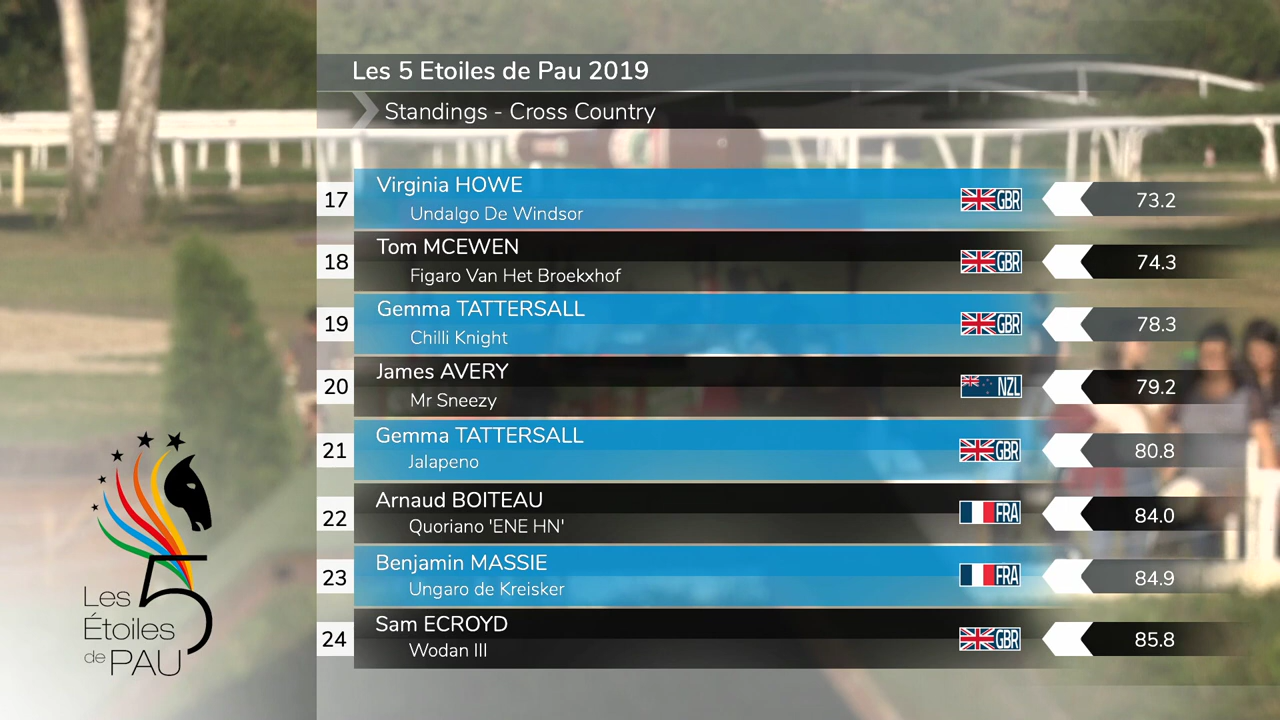 Les 5 Etoiles de Pau 2019
Standings - Cross Country
17 Virginia HOWE GBR 73.2
Undalgo De Windsor
18 Tom MCEWEN GBR 74.3
Figaro Van Het Broekxhof
19 Gemma TATTERSALL GBR 78.3
Chilli Knight
20 James AVERY NZL 79.2
Mr Sneezy
21 Gemma TATTERSALL GBR 80.8
Jalapeno
22 Arnaud BOITEAU FRA 84.0
Quoriano 'ENE HN'
23 Benjamin MASSIE FRA 84.9
Ungaro de Kreisker
24 Sam ECROYD GBR 85.8
Wodan III
Les 5
Étoiles
de PAU